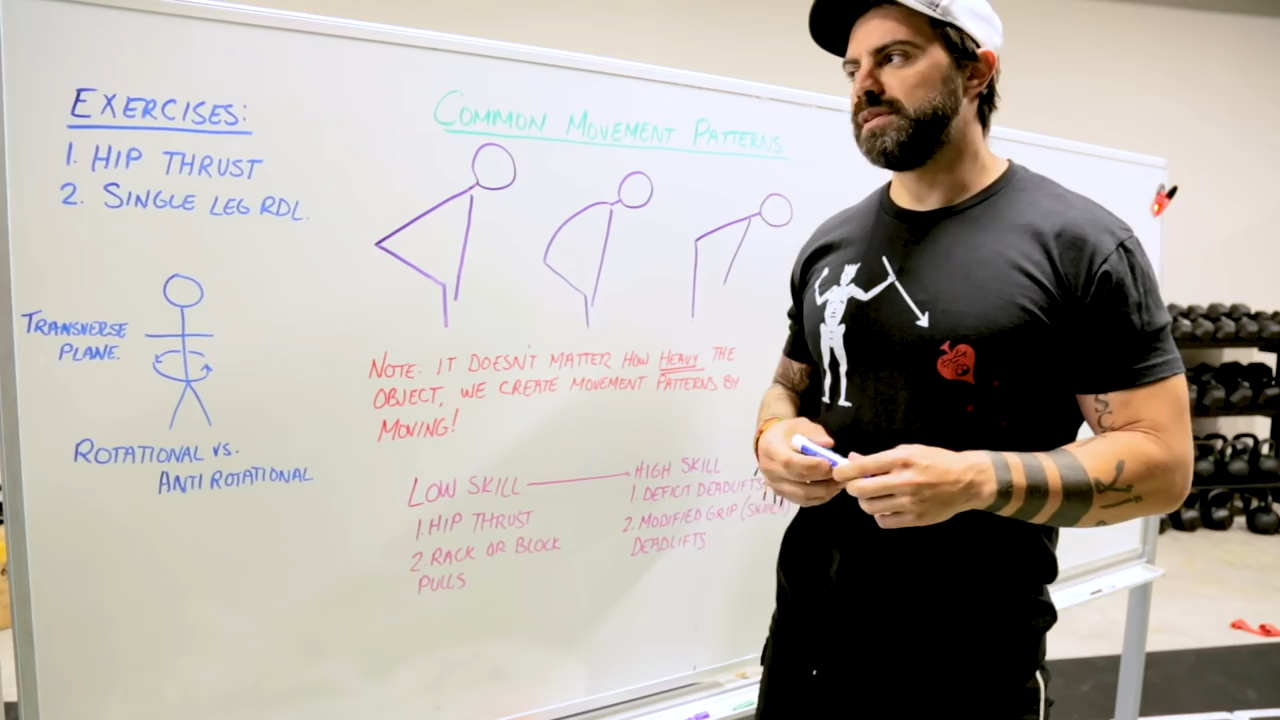 EXERCISES:
1. HIP THRUST
2. SINGLE LEG RDL.
TRANSVERSE
PLANE.
ROTATIONAL VS.
ANTI ROTATIONAL
COMMON MOVEMENT PATTERNS
NOTE: IT DOESN'T MATTER HOW HEAVY THE
OBJECT, WE CREATE MOVEMENT PATTERNS BY
MOVING!
LOW SKILL
1. HIP THRUST
2. RACK OR BLOCK
PULLS
HIGH SKILL
1. DEFICIT DEADLIFTS
2. MODIFIED GRIP (SNATCH)
DEADLIFTS